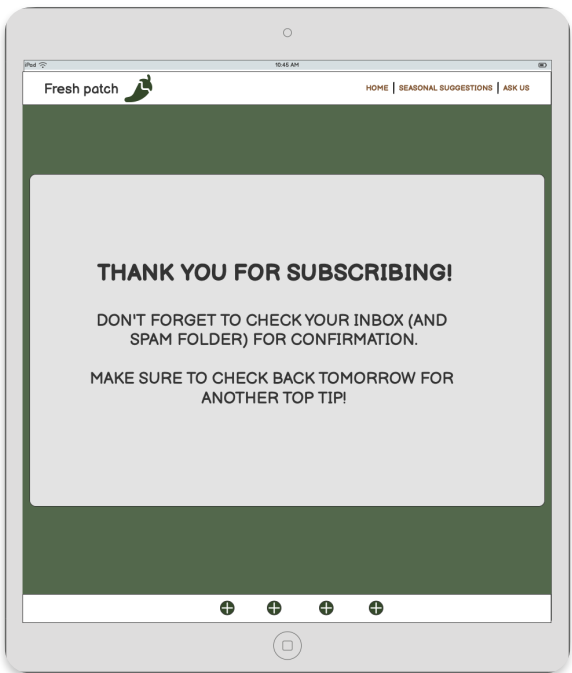 iPad
10:45 AM
Fresh patch
HOME | SEASONAL SUGGESTIONS | ASK US
THANK YOU FOR SUBSCRIBING!
DON'T FORGET TO CHECK YOUR INBOX (AND
SPAM FOLDER) FOR CONFIRMATION.
MAKE SURE TO CHECK BACK TOMORROW FOR
ANOTHER TOP TIP!